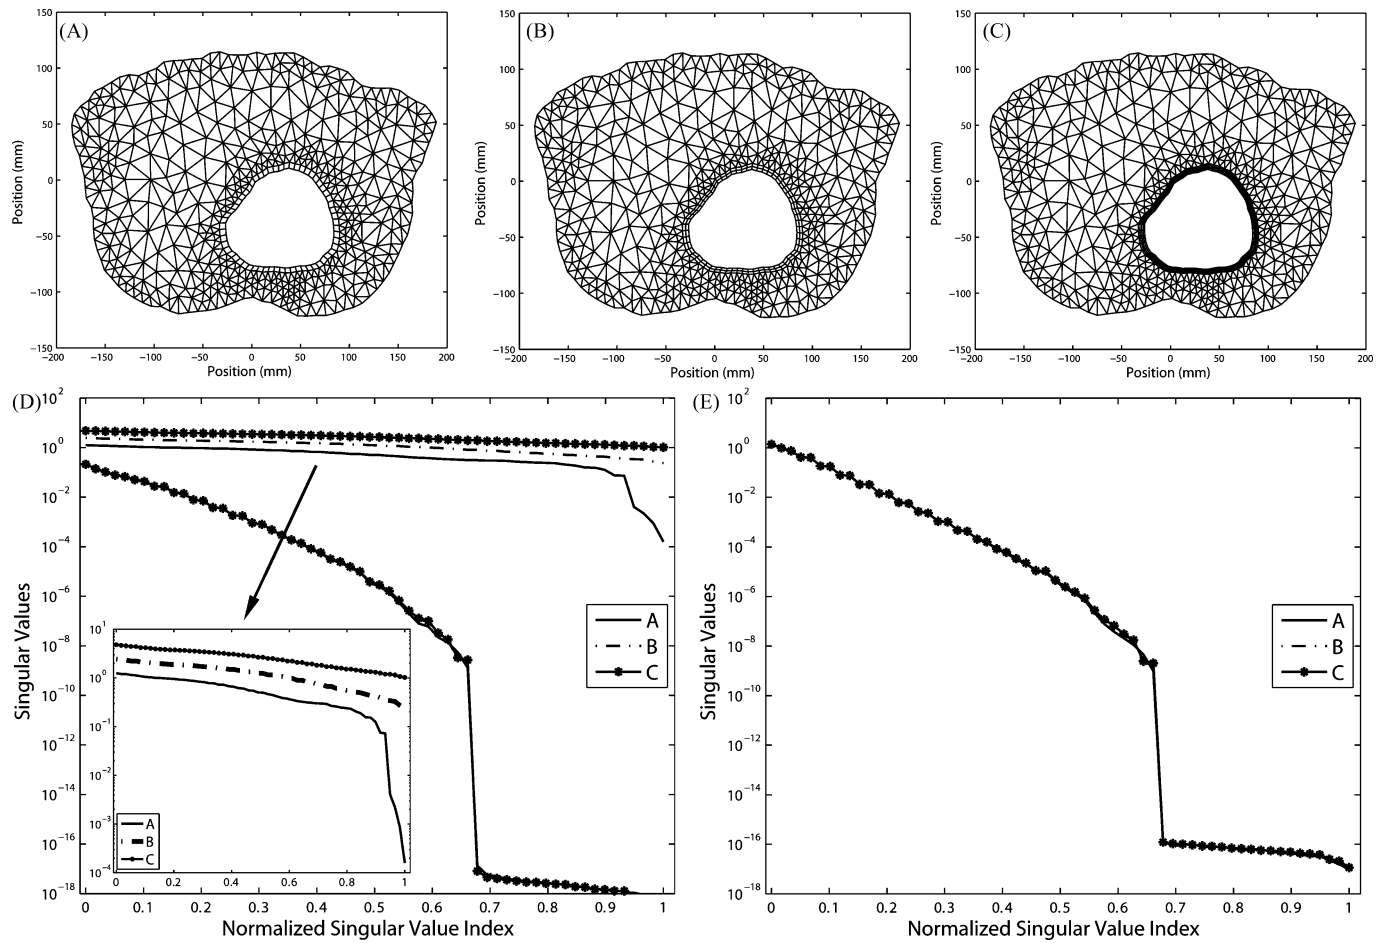 (A) (B) (C)
150 150 150
100 100 100
50 50 50
0 0 0
−50 −50 −50
−100 −100 −100
−150 −150 −150
−200 −150 −100 −50 0 50 100 150 200
−200 −150 −100 −50 0 50 100 150 200
−200 −150 −100 −50 0 50 100 150 200
Position (mm) Position (mm) Position (mm)
Position (mm) Position (mm) Position (mm)
(D)
10^2
10^0
10^−2
10^−4
10^−6
10^−8
10^−10
10^−12
10^−14
10^−16
10^−18
Singular Values
0 0.1 0.2 0.3 0.4 0.5 0.6 0.7 0.8 0.9 1
Normalized Singular Value Index
A
B
C
10^1
10^0
10^−1
10^−2
10^−3
10^−4
0 0.2 0.4 0.6 0.8 1
A
B
C
(E)
10^2
10^0
10^−2
10^−4
10^−6
10^−8
10^−10
10^−12
10^−14
10^−16
10^−18
Singular Values
0 0.1 0.2 0.3 0.4 0.5 0.6 0.7 0.8 0.9 1
Normalized Singular Value Index
A
B
C